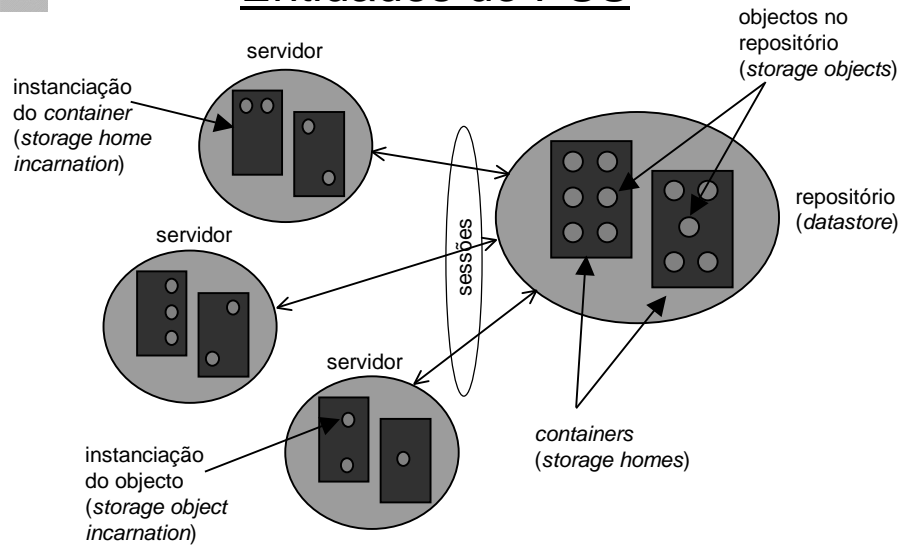 servidor
instanciação
do container
(storage home
incarnation)
objectos no
repositório
(storage objects)
repositório
(datastore)
sessões
servidor
servidor
containers
(storage homes)
instanciação
do objecto
(storage object
incarnation)